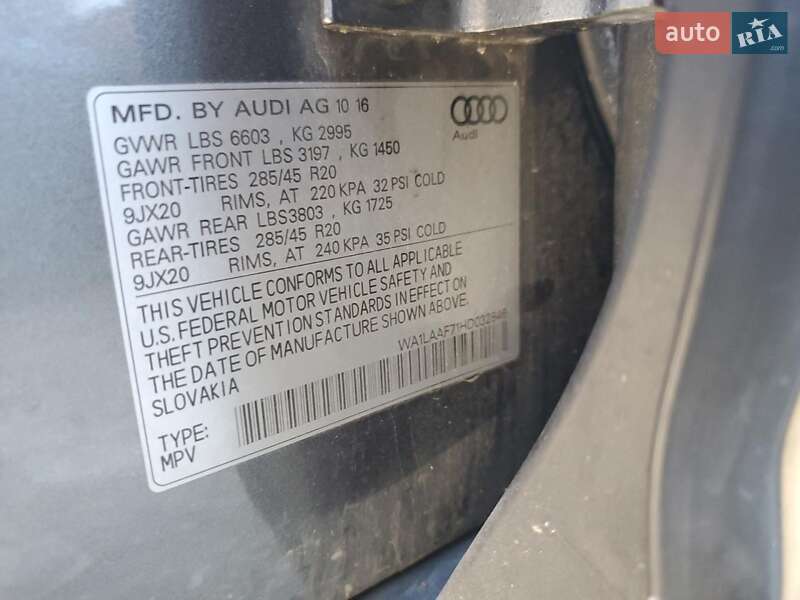 auto RIA.com
MFD. BY AUDI AG 10 16
Audi
GVWR LBS 6603 , KG 2995
GAWR FRONT LBS 3197 , KG 1450
FRONT-TIRES 285/45 R20
9JX20 RIMS, AT 220 KPA 32 PSI COLD
GAWR REAR LBS3803 , KG 1725
REAR-TIRES 285/45 R20
9JX20 RIMS, AT 240 KPA 35 PSI COLD
THIS VEHICLE CONFORMS TO ALL APPLICABLE
U.S. FEDERAL MOTOR VEHICLE SAFETY AND
THEFT PREVENTION STANDARDS IN EFFECT ON
THE DATE OF MANUFACTURE SHOWN ABOVE.
SLOVAKIA
TYPE:
MPV